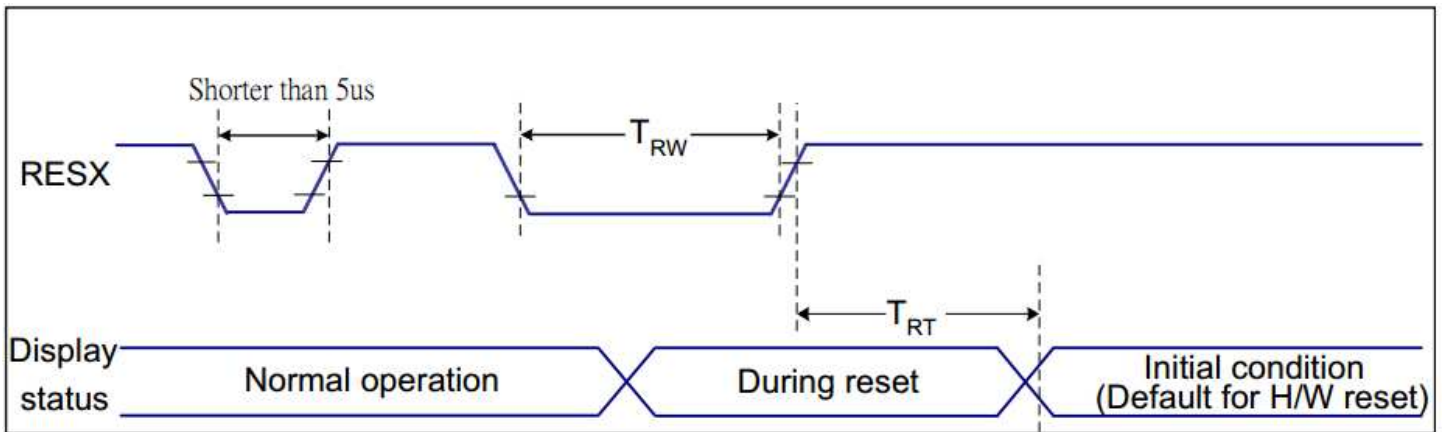 Shorter than 5us
RESX
TRW
TRT
Display
status
Normal operation
During reset
Initial condition
(Default for H/W reset)